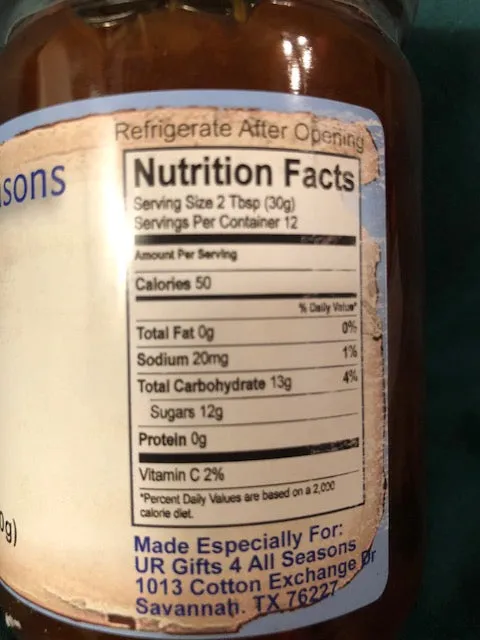 Refrigerate After Opening
Nutrition Facts
Serving Size 2 Tbsp (30g)
Servings Per Container 12
Amount Per Serving
Calories 50
% Daily Value*
Total Fat 0g 0%
Sodium 20mg 1%
Total Carbohydrate 13g 4%
Sugars 12g
Protein 0g
Vitamin C 2%
*Percent Daily Values are based on a 2,000
calorie diet.
Made Especially For:
UR Gifts 4 All Seasons
1013 Cotton Exchange Dr
Savannah, TX 76227
sons
0g)